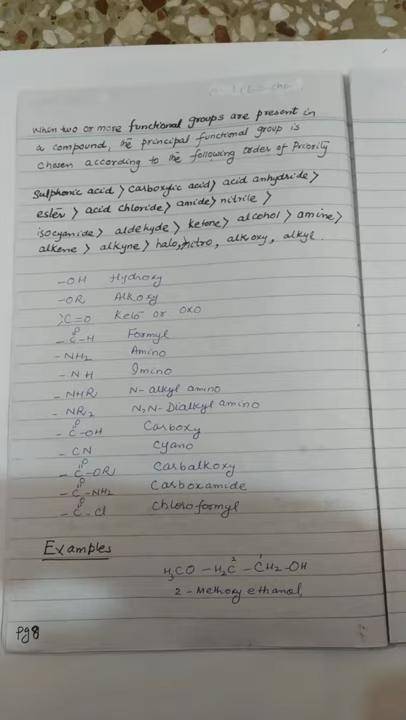 When two or more functional groups are present in
a compound, the principal functional group is
chosen according to the following order of Priority
Sulphonic acid > carboxylic acid > acid anhydride >
ester > acid chloride > amide > nitrile >
isocyanide > aldehyde > ketone > alcohol > amine >
alkene > alkyne > halo, nitro, alkoxy, alkyl.
-OH Hydroxy
-OR Alkoxy
>C=O Keto or oxo
-C(=O)-H Formyl
-NH2 Amino
-NH Imino
-NHR N-alkyl amino
-NR2 N,N-Dialkyl amino
-C(=O)-OH Carboxy
-CN Cyano
-C(=O)-OR Carbalkoxy
-C(=O)-NH2 Carboxamide
-C(=O)-Cl Chloroformyl
Examples
H3CO-H2C²-C¹H2-OH
2-Methoxy ethanol
Pg8